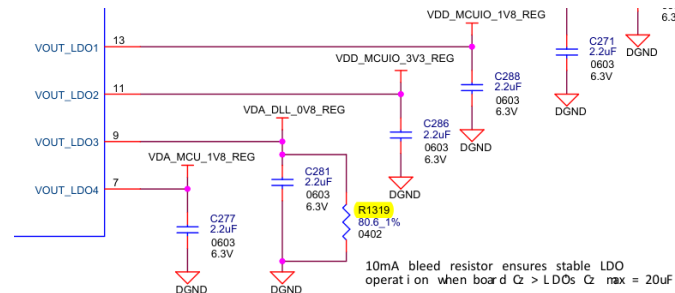 VDD_MCUIO_1V8_REG
6.3
VOUT_LDO1
13
DGND
C271
2.2uF
0603
6.3V
DGND
VDD_MCUIO_3V3_REG
C288
2.2uF
0603
6.3V
DGND
VOUT_LDO2
11
VDA_DLL_0V8_REG
C286
2.2uF
0603
6.3V
DGND
VOUT_LDO3
9
VDA_MCU_1V8_REG
C281
2.2uF
0603
6.3V
DGND
R1319
80.6_1%
0402
VOUT_LDO4
7
C277
2.2uF
0603
6.3V
DGND
10mA bleed resistor ensures stable LDO
operation when board Cz > LDOs Cz max = 20uF